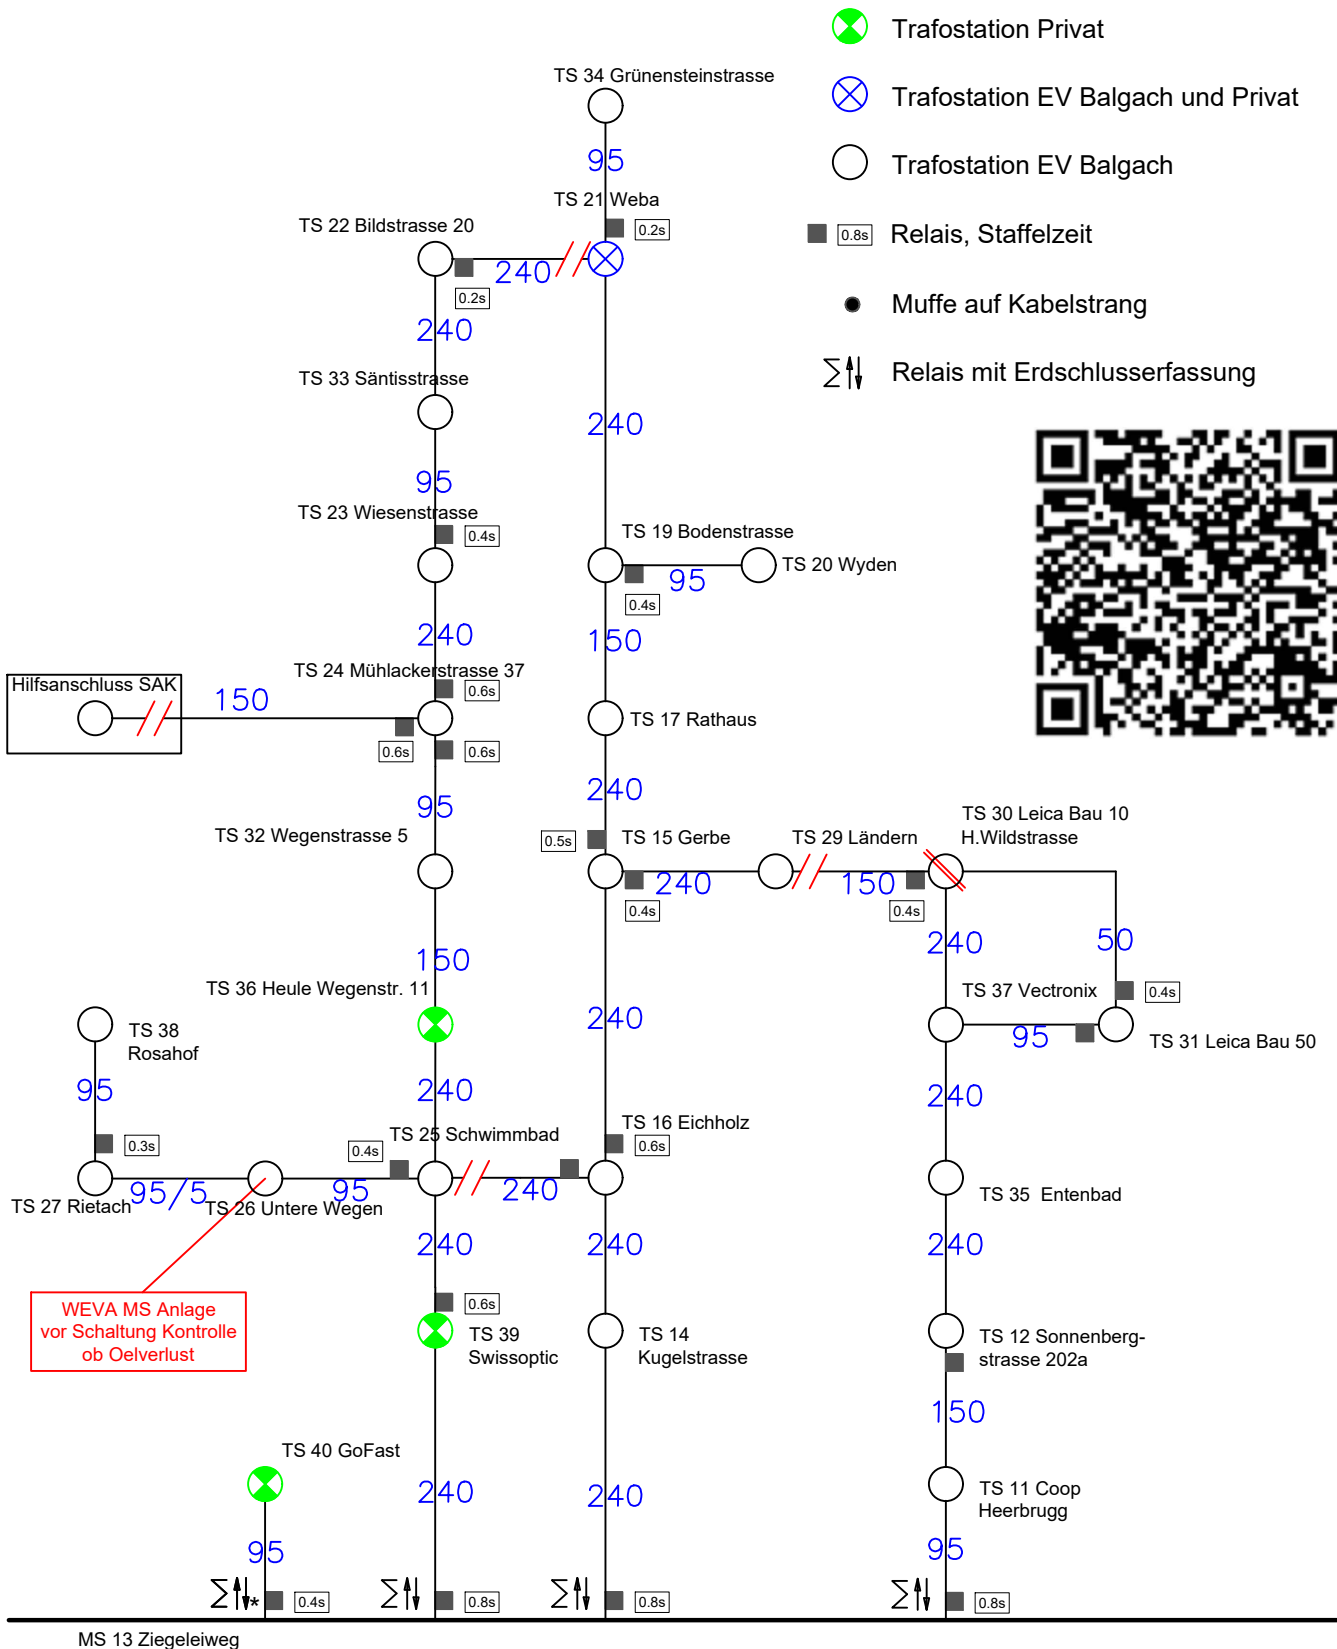 Trafostation Privat
TS 34 Grünensteinstrasse
Trafostation EV Balgach und Privat
95
Trafostation EV Balgach
TS 21 Weba
TS 22 Bildstrasse 20
0.2s
0.8s Relais, Staffelzeit
240
0.2s
Muffe auf Kabelstrang
240
TS 33 Säntisstrasse
Relais mit Erdschlusserfassung
240
95
TS 23 Wiesenstrasse
0.4s
TS 19 Bodenstrasse
TS 20 Wyden
95
0.4s
240
150
TS 24 Mühlackerstrasse 37
Hilfsanschluss SAK
150
0.6s
TS 17 Rathaus
0.6s
0.6s
240
95
TS 30 Leica Bau 10
H.Wildstrasse
TS 32 Wegenstrasse 5
0.5s
TS 15 Gerbe
TS 29 Ländern
240
150
0.4s
0.4s
240
50
150
TS 36 Heule Wegenstr. 11
TS 37 Vectronix
0.4s
240
TS 38
Rosahof
95
TS 31 Leica Bau 50
95
240
240
TS 16 Eichholz
TS 25 Schwimmbad
0.3s
0.4s
0.6s
95/5
95
240
TS 35 Entenbad
TS 27 Rietach
TS 26 Untere Wegen
240
240
240
WEVA MS Anlage
vor Schaltung Kontrolle
ob Oelverlust
0.6s
TS 39
Swissoptic
TS 14
Kugelstrasse
TS 12 Sonnenberg-
strasse 202a
150
TS 40 GoFast
TS 11 Coop
Heerbrugg
240
240
95
95
Σ * 0.4s
Σ 0.8s
Σ 0.8s
Σ 0.8s
MS 13 Ziegeleiweg